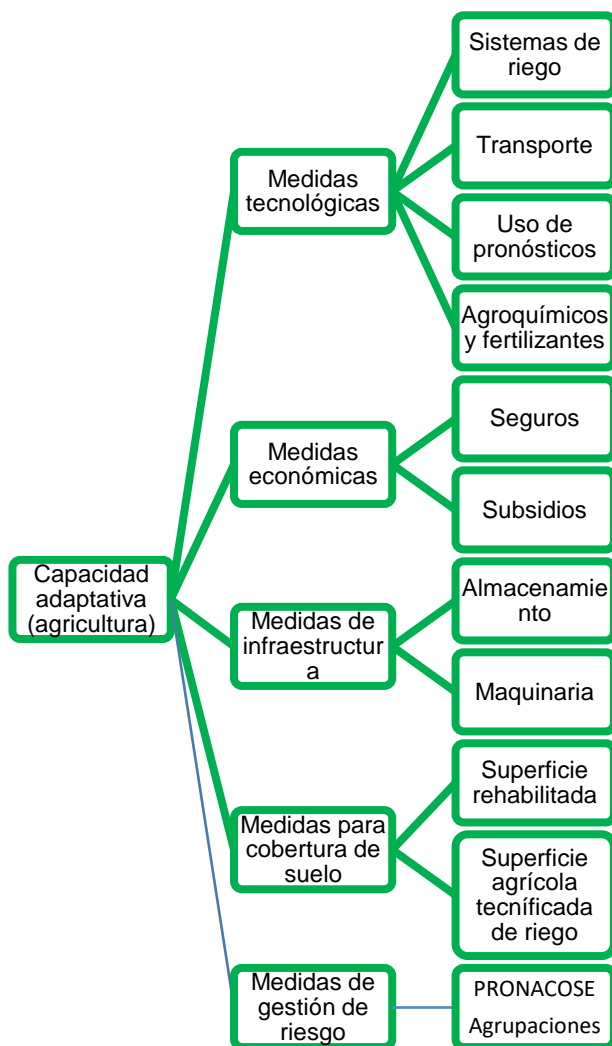 Sistemas de
riego
Transporte
Medidas
tecnológicas
Uso de
pronósticos
Agroquímicos
y fertilizantes
Seguros
Medidas
económicas
Subsidios
Capacidad
adaptativa
(agricultura)
Almacenamie
nto
Medidas de
infraestructur
a
Maquinaria
Superficie
rehabilitada
Medidas para
cobertura de
suelo
Superficie
agrícola
tecníficada
de riego
Medidas de
gestión de
riesgo
PRONACOSE
Agrupaciones